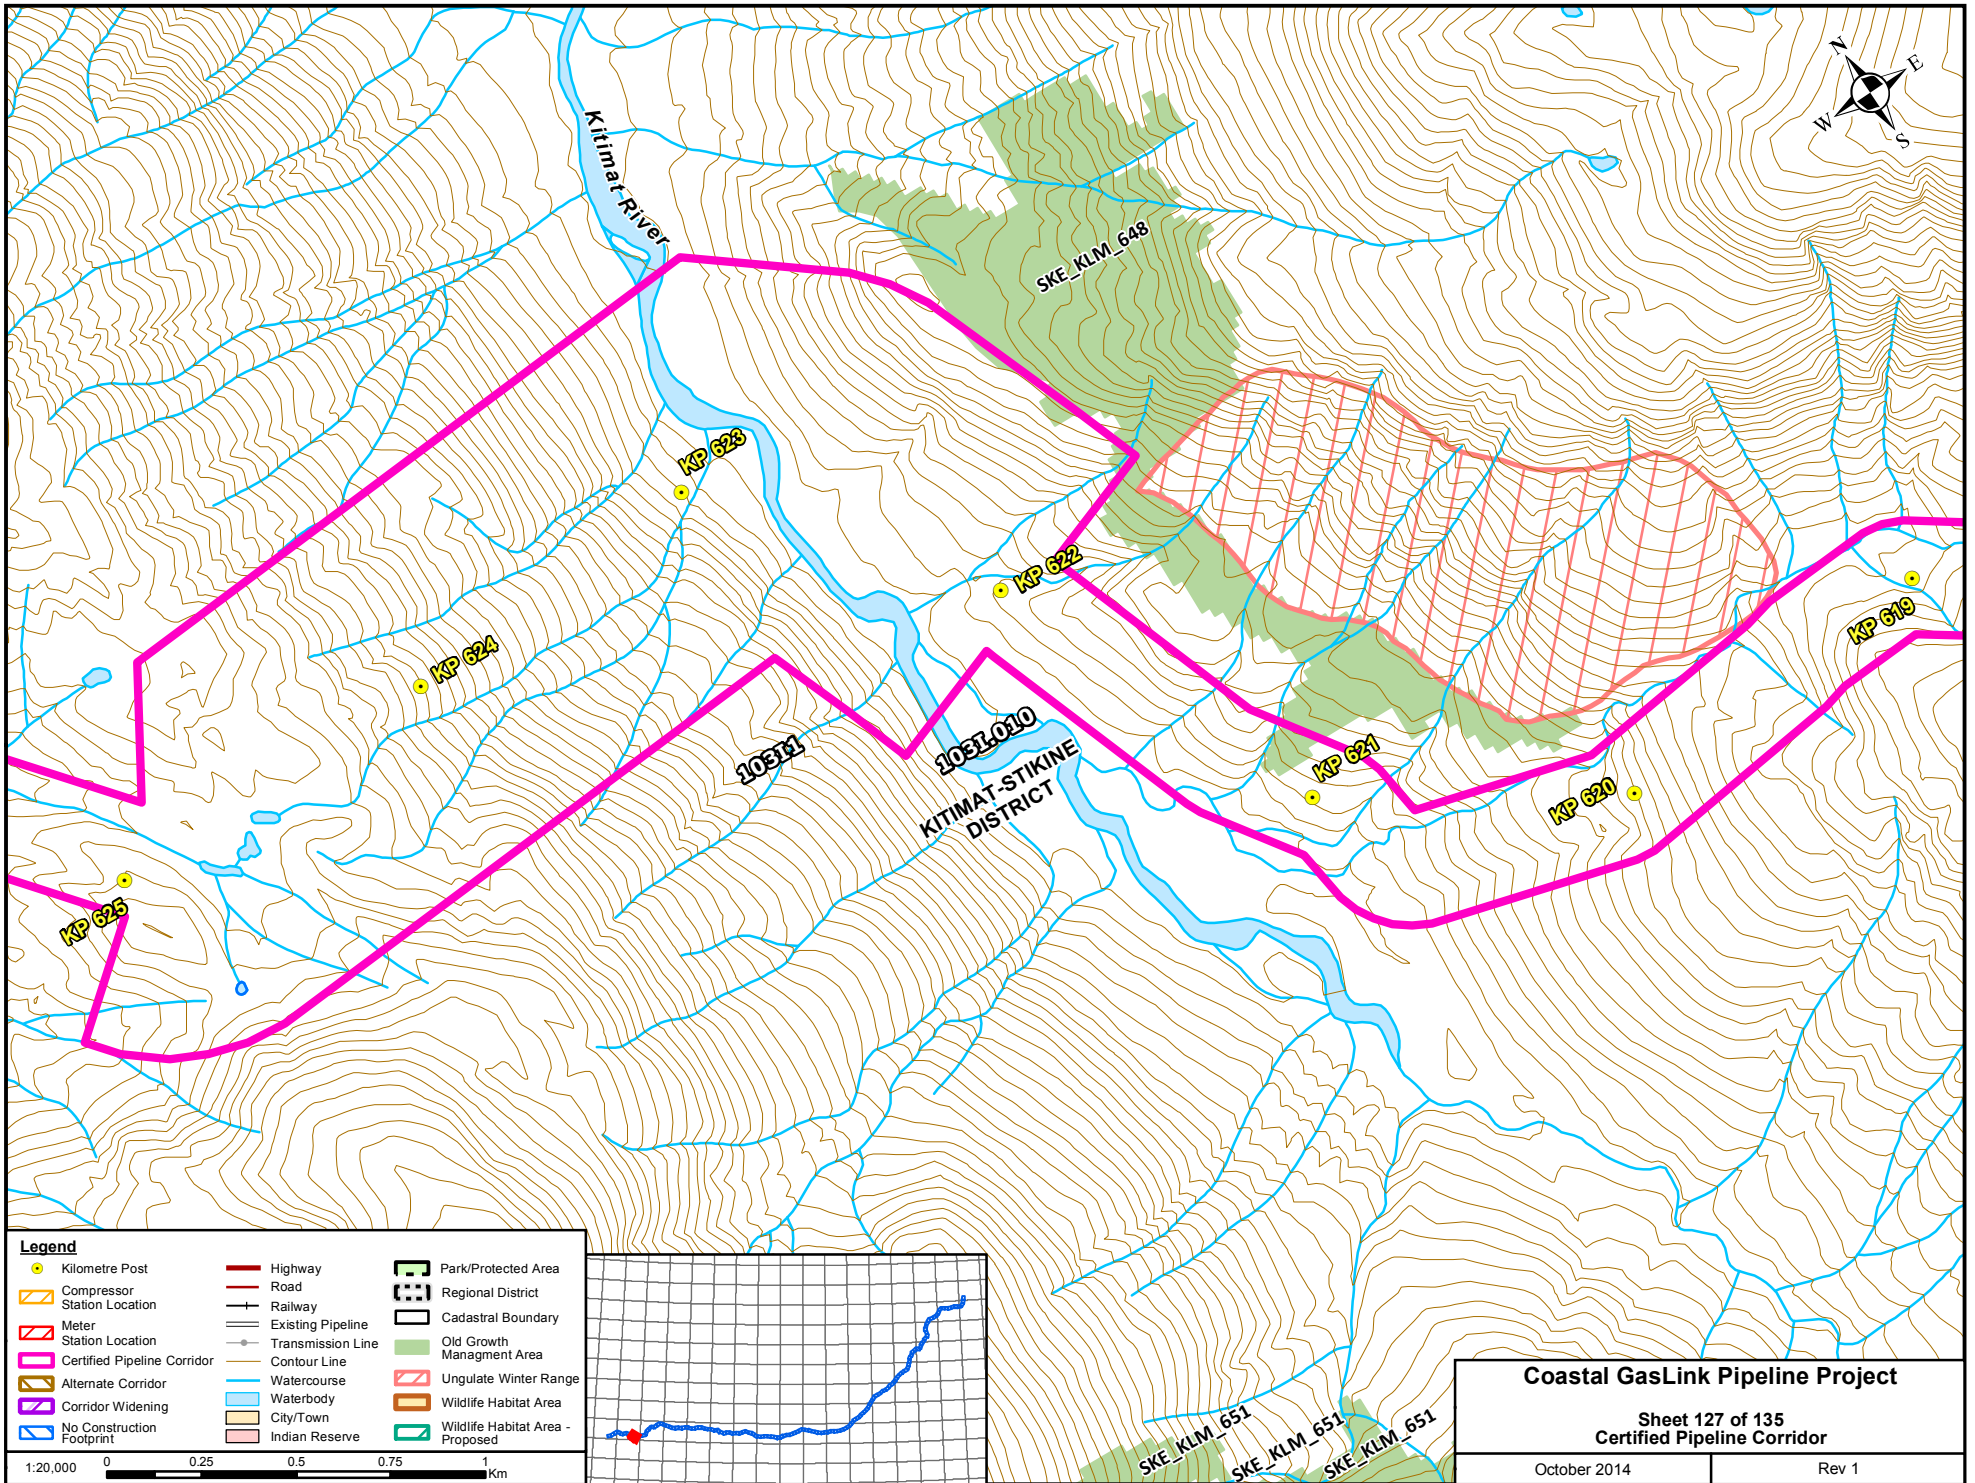 N
E
W
S
Kitimat River
SKE_KLM_648
KP 623
KP 622
KP 624
KP 619
KP 621
KP 620
103I1
103I.010
KITIMAT-STIKINE
DISTRICT
KP 625
SKE_KLM_651
SKE_KLM_651
SKE_KLM_651
Legend
Kilometre Post
Compressor
Station Location
Meter
Station Location
Certified Pipeline Corridor
Alternate Corridor
Corridor Widening
No Construction
Footprint
Highway
Road
Railway
Existing Pipeline
Transmission Line
Contour Line
Watercourse
Waterbody
City/Town
Indian Reserve
Park/Protected Area
Regional District
Cadastral Boundary
Old Growth
Managment Area
Ungulate Winter Range
Wildlife Habitat Area
Wildlife Habitat Area -
Proposed
1:20,000
0 0.25 0.5 0.75 1
Km
Coastal GasLink Pipeline Project
Sheet 127 of 135
Certified Pipeline Corridor
October 2014
Rev 1